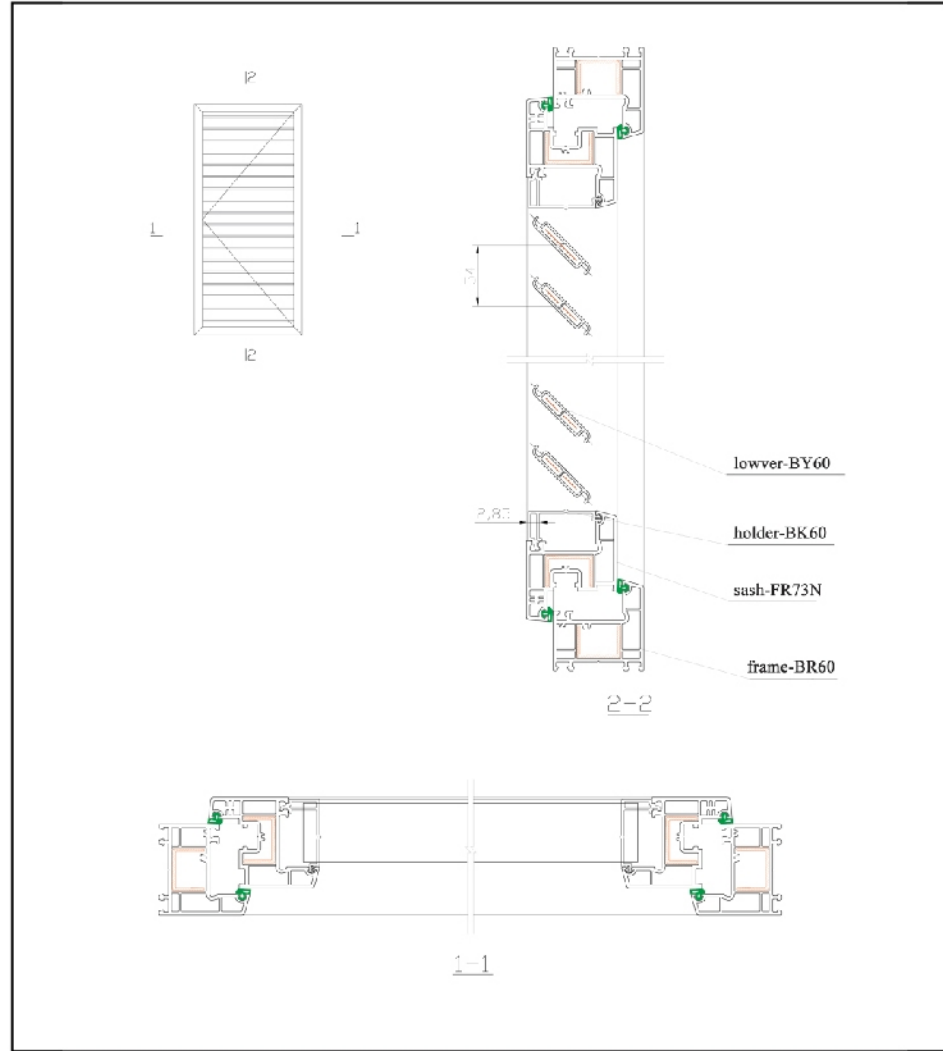 |2
1
1
|2
34
lowver-BY60
2,85
holder-BK60
sash-FR73N
frame-BR60
2-2
1-1